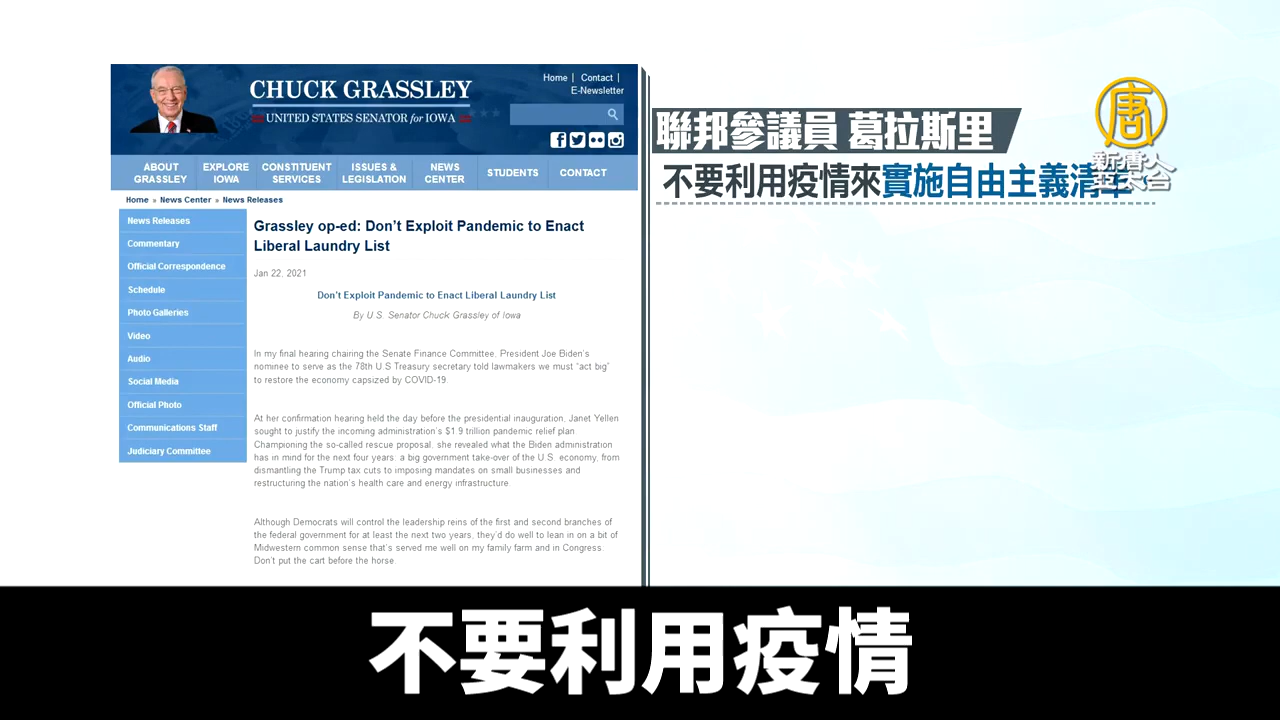 CHUCK GRASSLEY
UNITED STATES SENATOR for IOWA
Home | Contact |
E-Newsletter
ABOUT GRASSLEY
EXPLORE IOWA
CONSTITUENT SERVICES
ISSUES & LEGISLATION
NEWS CENTER
STUDENTS
CONTACT
Home » News Center » News Releases
News Releases
Commentary
Official Correspondence
Schedule
Photo Galleries
Video
Audio
Social Media
Official Photo
Communications Staff
Judiciary Committee
Grassley op-ed: Don't Exploit Pandemic to Enact
Liberal Laundry List
Jan 22, 2021
Don't Exploit Pandemic to Enact Liberal Laundry List
By U.S. Senator Chuck Grassley of Iowa
In my final hearing chairing the Senate Finance Committee, President Joe Biden's
nominee to serve as the 78th U.S Treasury secretary told lawmakers we must "act big"
to restore the economy capsized by COVID-19.
At her confirmation hearing held the day before the presidential inauguration, Janet Yellen
sought to justify the incoming administration's $1.9 trillion pandemic relief plan
Championing the so-called rescue proposal, she revealed what the Biden administration
has in mind for the next four years: a big government take-over of the U.S. economy, from
dismantling the Trump tax cuts to imposing mandates on small businesses and
restructuring the nation's health care and energy infrastructure.
Although Democrats will control the leadership reins of the first and second branches of
the federal government for at least the next two years, they'd do well to lean in on a bit of
Midwestern common sense that's served me well on my family farm and in Congress.
Don't put the cart before the horse.
聯邦參議員 葛拉斯里
不要利用疫情來實施自由主義清單
唐
新唐人
亞太台
不要利用疫情